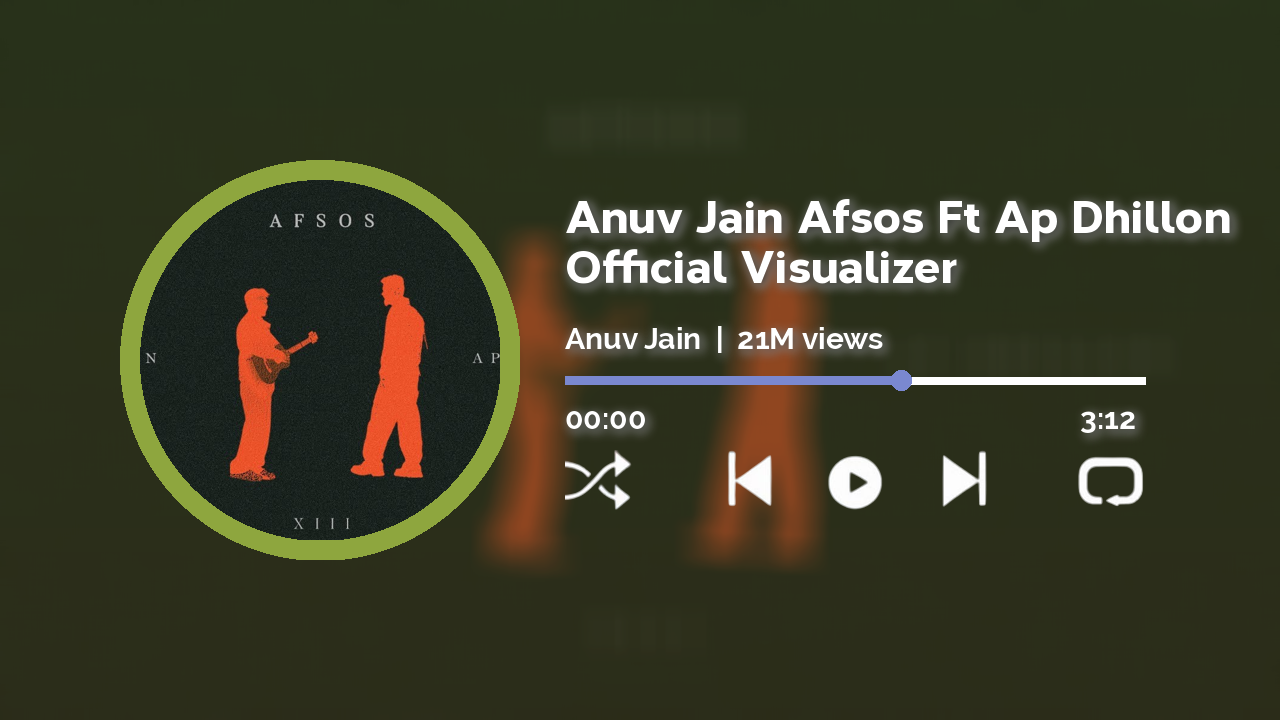 AFSOS
N
AP
XIII
Anuv Jain Afsos Ft Ap Dhillon
Official Visualizer
Anuv Jain | 21M views
00:00
3:12